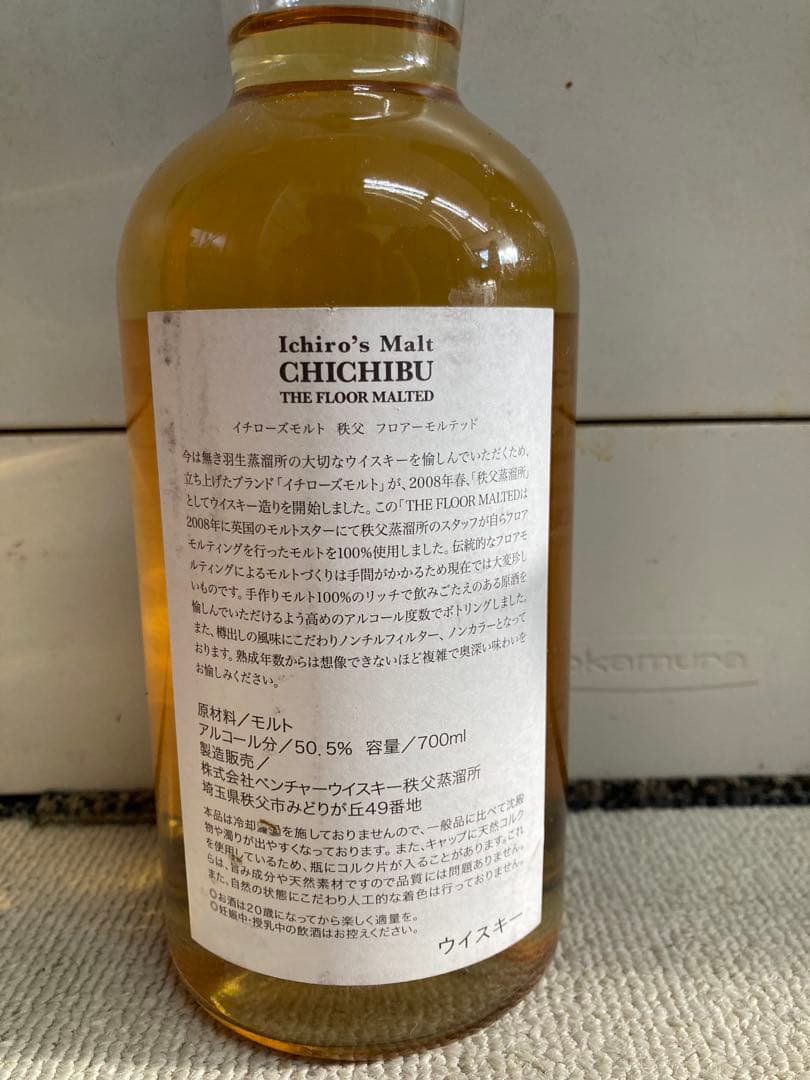 Ichiro's Malt
CHICHIBU
THE FLOOR MALTED
イチローズモルト 秩父 フロアーモルテッド
今は無き羽生蒸溜所の大切なウイスキーを愉しんでいただくため、
立ち上げたブランド「イチローズモルト」が、2008年春、「秩父蒸溜所」
としてウイスキー造りを開始しました。この「THE FLOOR MALTEDは
2008年に英国のモルトスターにて秩父蒸溜所のスタッフが自らフロア
モルティングを行ったモルトを100%使用しました。伝統的なフロアモ
ルティングによるモルトづくりは手間がかかるため現在では大変珍し
いものです。手作りモルト100%のリッチで飲みごたえのある原酒を
愉しんでいただけるよう高めのアルコール度数でボトリングしました。
また、樽出しの風味にこだわりノンチルフィルター、ノンカラーとなって
おります。熟成年数からは想像できないほど複雑で奥深い味わいを
お愉しみください。
原材料/モルト
アルコール分/50.5% 容量/700ml
製造販売/
株式会社ベンチャーウイスキー秩父蒸溜所
埼玉県秩父市みどりが丘49番地
本品は冷却を施しておりませんので、一般品に比べて沈殿
物や濁りが出やすくなっております。また、キャップに天然コルク
を使用しているため、瓶にコルク片が入ることがあります。これ
らは、旨み成分や天然素材ですので品質には問題ありません。
また、自然の状態にこだわり人工的な着色は行っておりません。
◎お酒は20歳になってから楽しく適量を。
◎妊娠中・授乳中の飲酒はお控えください。
ウイスキー
akamura